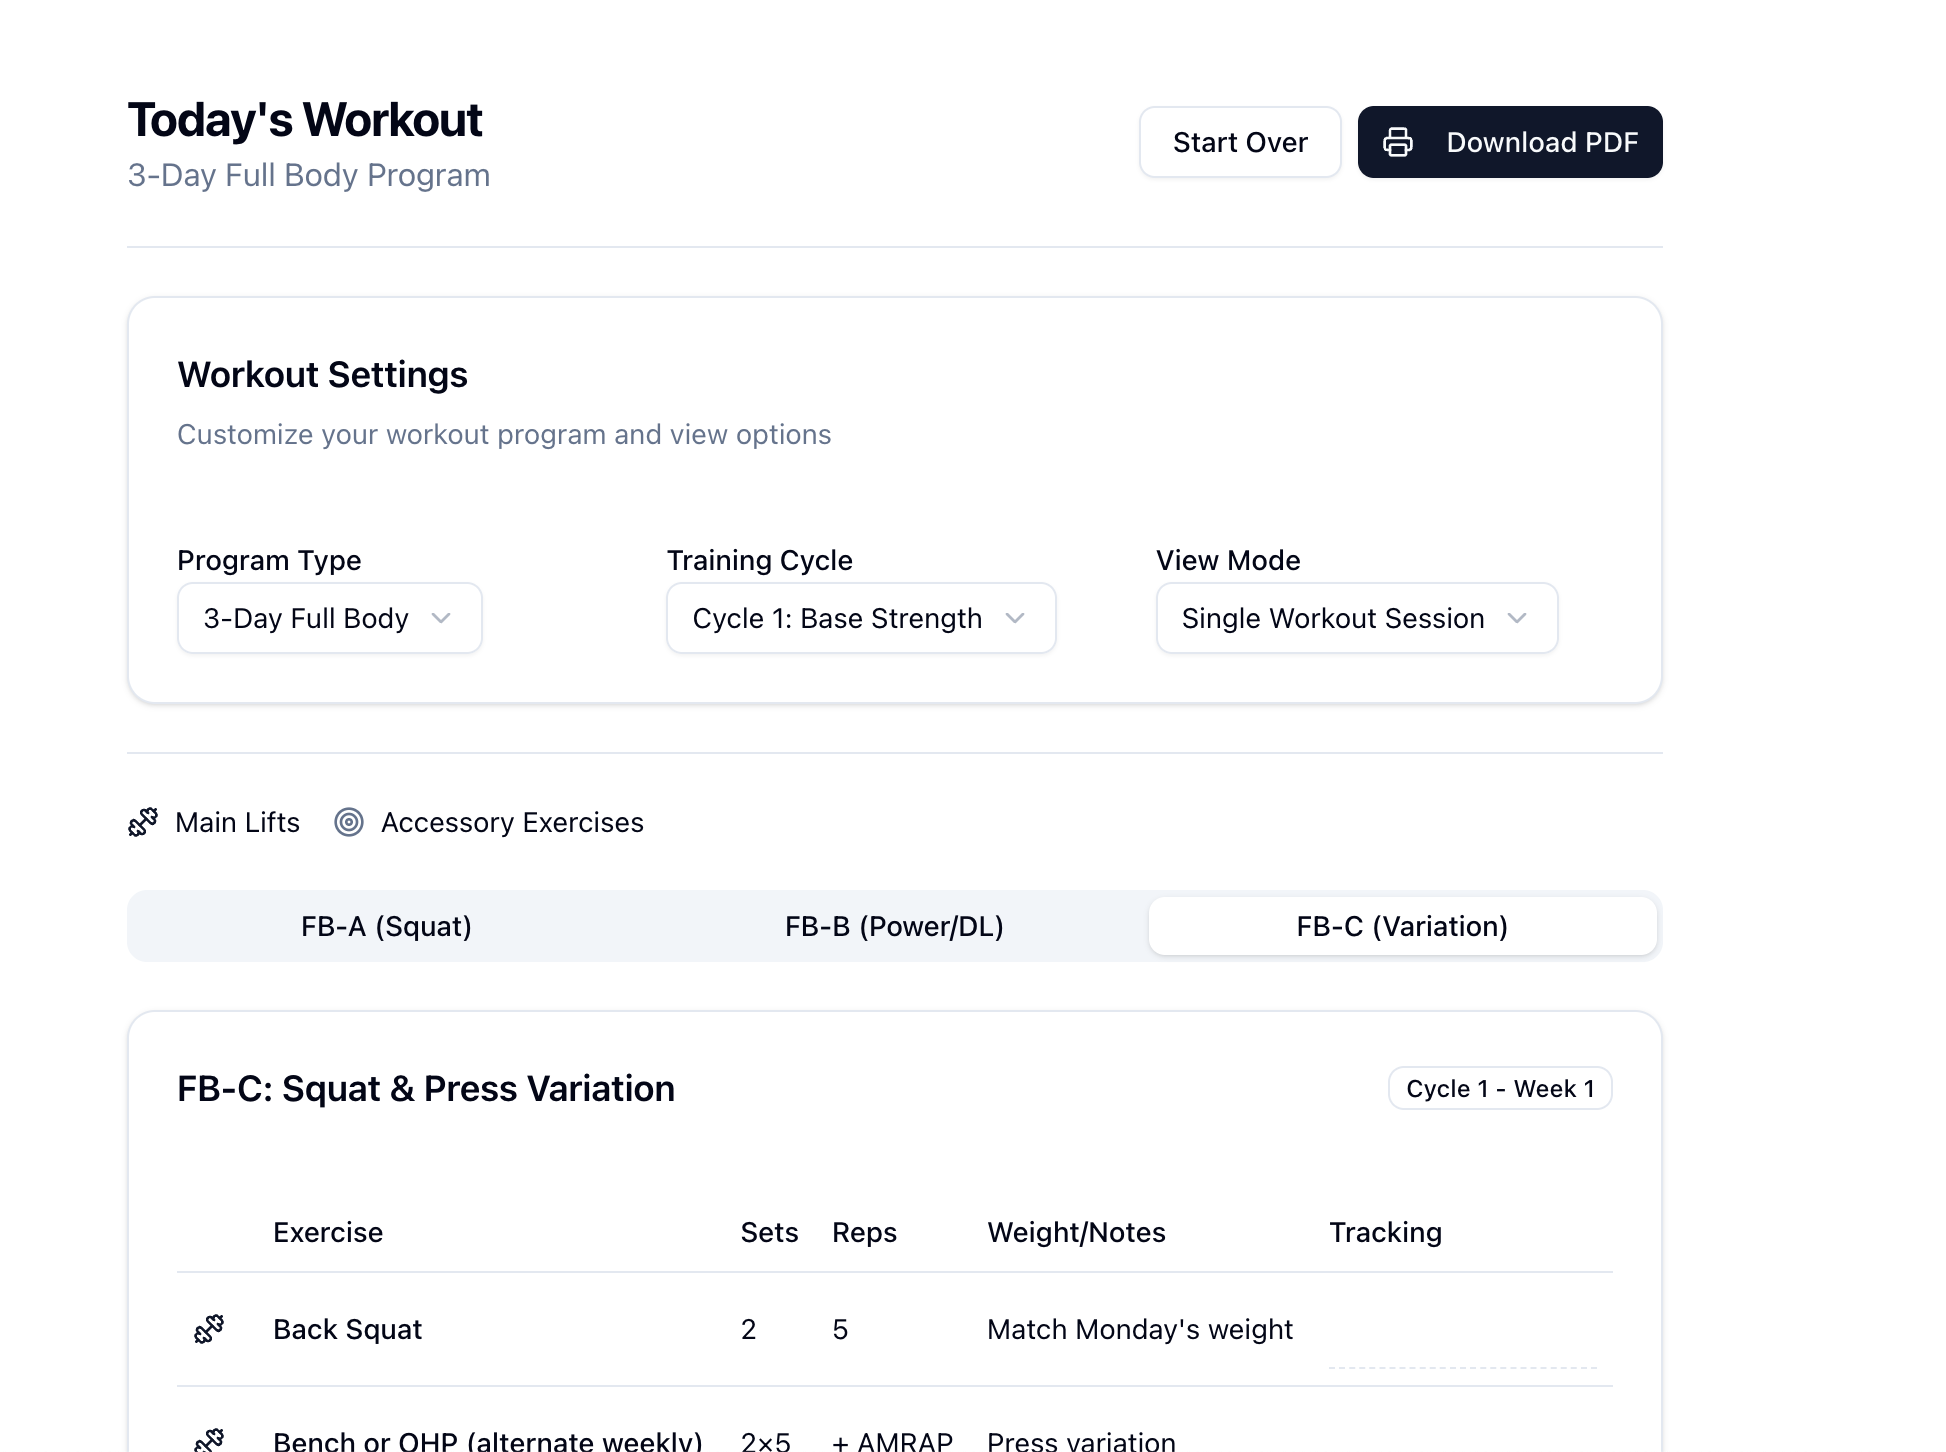 Today's Workout
3-Day Full Body Program
Start Over
Download PDF
Workout Settings
Customize your workout program and view options
Program Type
Training Cycle
View Mode
3-Day Full Body
Cycle 1: Base Strength
Single Workout Session
Main Lifts
Accessory Exercises
FB-A (Squat)
FB-B (Power/DL)
FB-C (Variation)
FB-C: Squat & Press Variation
Cycle 1 - Week 1
Exercise Sets Reps Weight/Notes Tracking
Back Squat 2 5 Match Monday's weight
Bench or OHP (alternate weekly) 2×5 + AMRAP Press variation